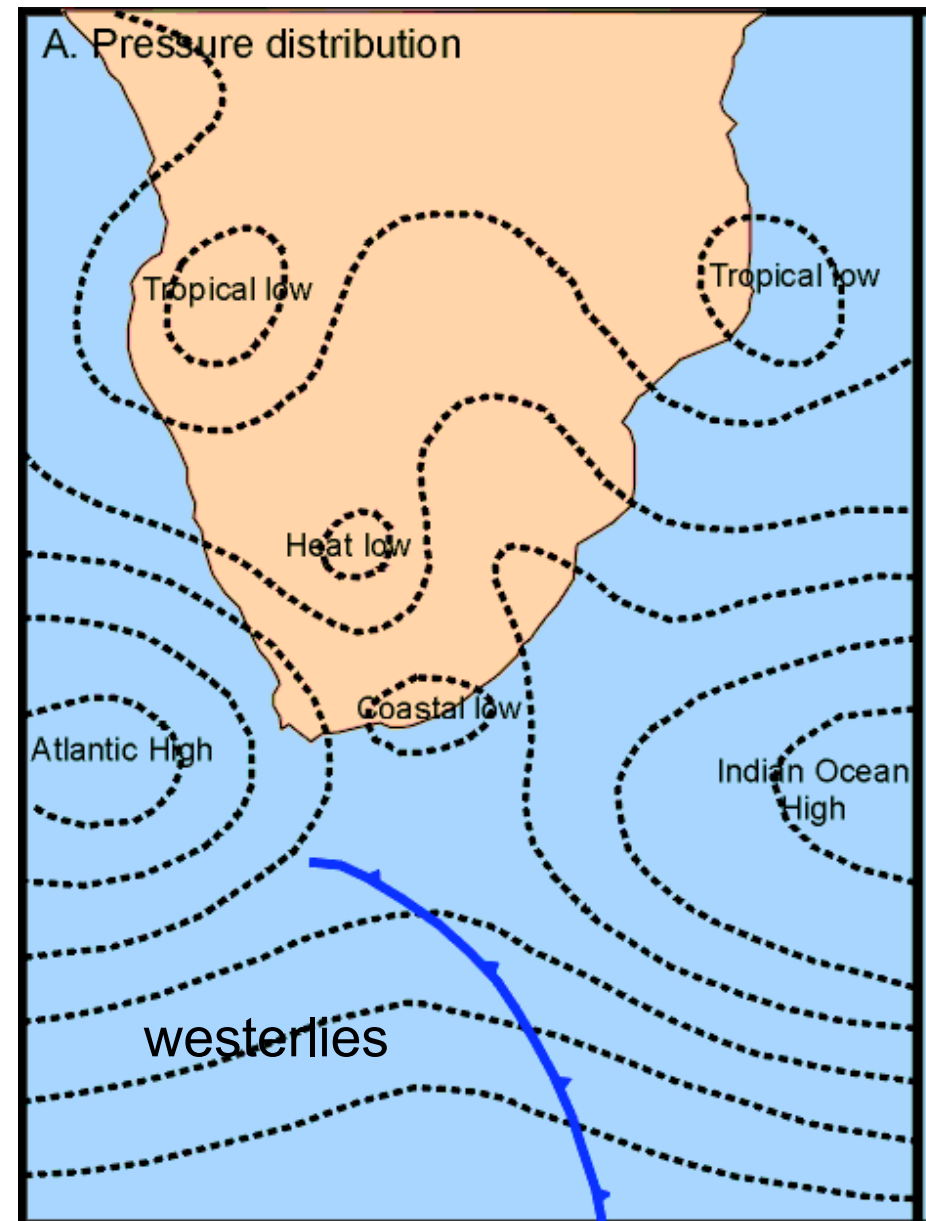 A. Pressure distribution
Tropical low
Tropical low
Heat low
Coastal low
Atlantic High
Indian Ocean
High
westerlies